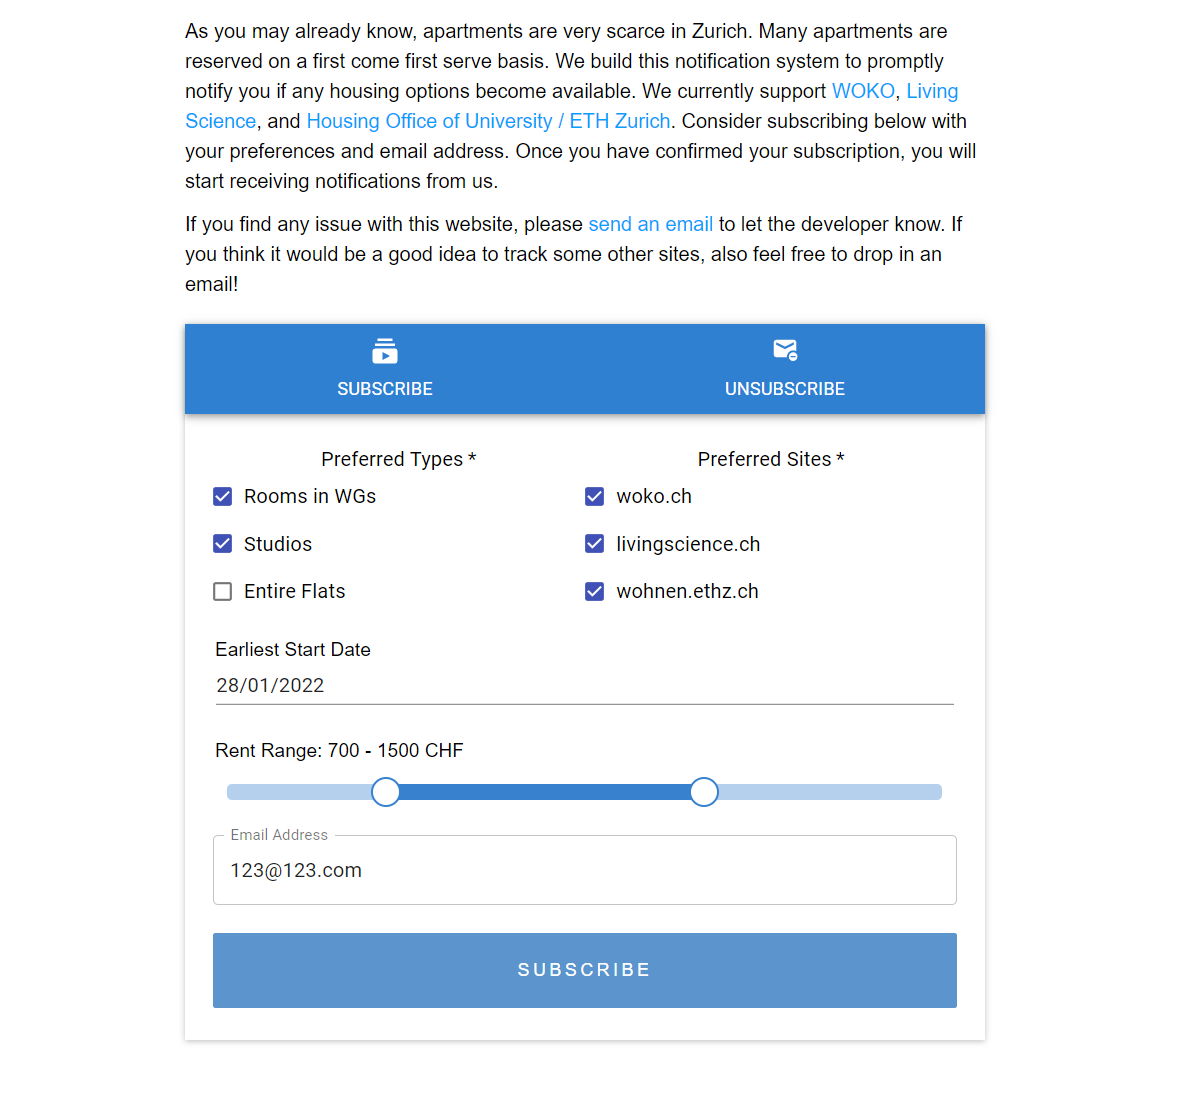 As you may already know, apartments are very scarce in Zurich. Many apartments are
reserved on a first come first serve basis. We build this notification system to promptly
notify you if any housing options become available. We currently support WOKO, Living
Science, and Housing Office of University / ETH Zurich. Consider subscribing below with
your preferences and email address. Once you have confirmed your subscription, you will
start receiving notifications from us.
If you find any issue with this website, please send an email to let the developer know. If
you think it would be a good idea to track some other sites, also feel free to drop in an
email!
SUBSCRIBE
UNSUBSCRIBE
Preferred Types *
Rooms in WGs
Studios
Entire Flats
Preferred Sites *
woko.ch
livingscience.ch
wohnen.ethz.ch
Earliest Start Date
28/01/2022
Rent Range: 700 - 1500 CHF
Email Address
123@123.com
SUBSCRIBE